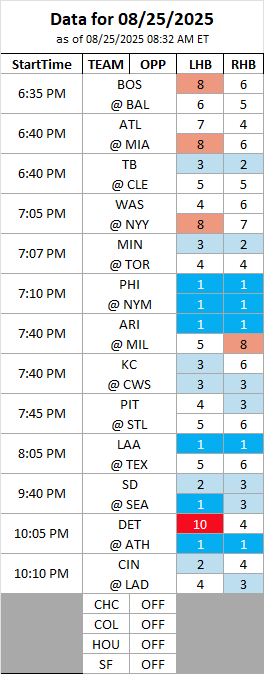 Data for 08/25/2025
as of 08/25/2025 08:32 AM ET
StartTime TEAM OPP LHB RHB
6:35 PM BOS 8 6
@ BAL 6 5
6:40 PM ATL 7 4
@ MIA 8 6
6:40 PM TB 3 2
@ CLE 5 5
7:05 PM WAS 4 6
@ NYY 8 7
7:07 PM MIN 3 2
@ TOR 4 4
7:10 PM PHI 1 1
@ NYM 1 1
7:40 PM ARI 1 1
@ MIL 5 8
7:40 PM KC 3 6
@ CWS 3 3
7:45 PM PIT 4 3
@ STL 5 6
8:05 PM LAA 1 1
@ TEX 5 6
9:40 PM SD 2 3
@ SEA 1 3
10:05 PM DET 10 4
@ ATH 1 1
10:10 PM CIN 2 4
@ LAD 4 3
CHC OFF
COL OFF
HOU OFF
SF OFF